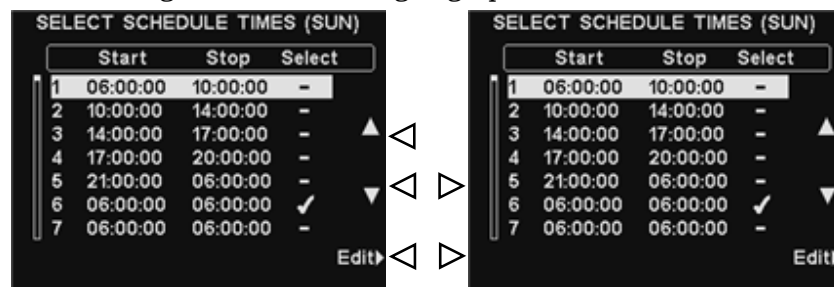 SELECT SCHEDULE TIMES (SUN)
Start Stop Select
1 06:00:00 10:00:00 -
2 10:00:00 14:00:00 -
3 14:00:00 17:00:00 -
4 17:00:00 20:00:00 -
5 21:00:00 06:00:00 -
6 06:00:00 06:00:00 ✓
7 06:00:00 06:00:00 -
Edit
SELECT SCHEDULE TIMES (SUN)
Start Stop Select
1 06:00:00 10:00:00 -
2 10:00:00 14:00:00 -
3 14:00:00 17:00:00 -
4 17:00:00 20:00:00 -
5 21:00:00 06:00:00 -
6 06:00:00 06:00:00 ✓
7 06:00:00 06:00:00 -
Edit